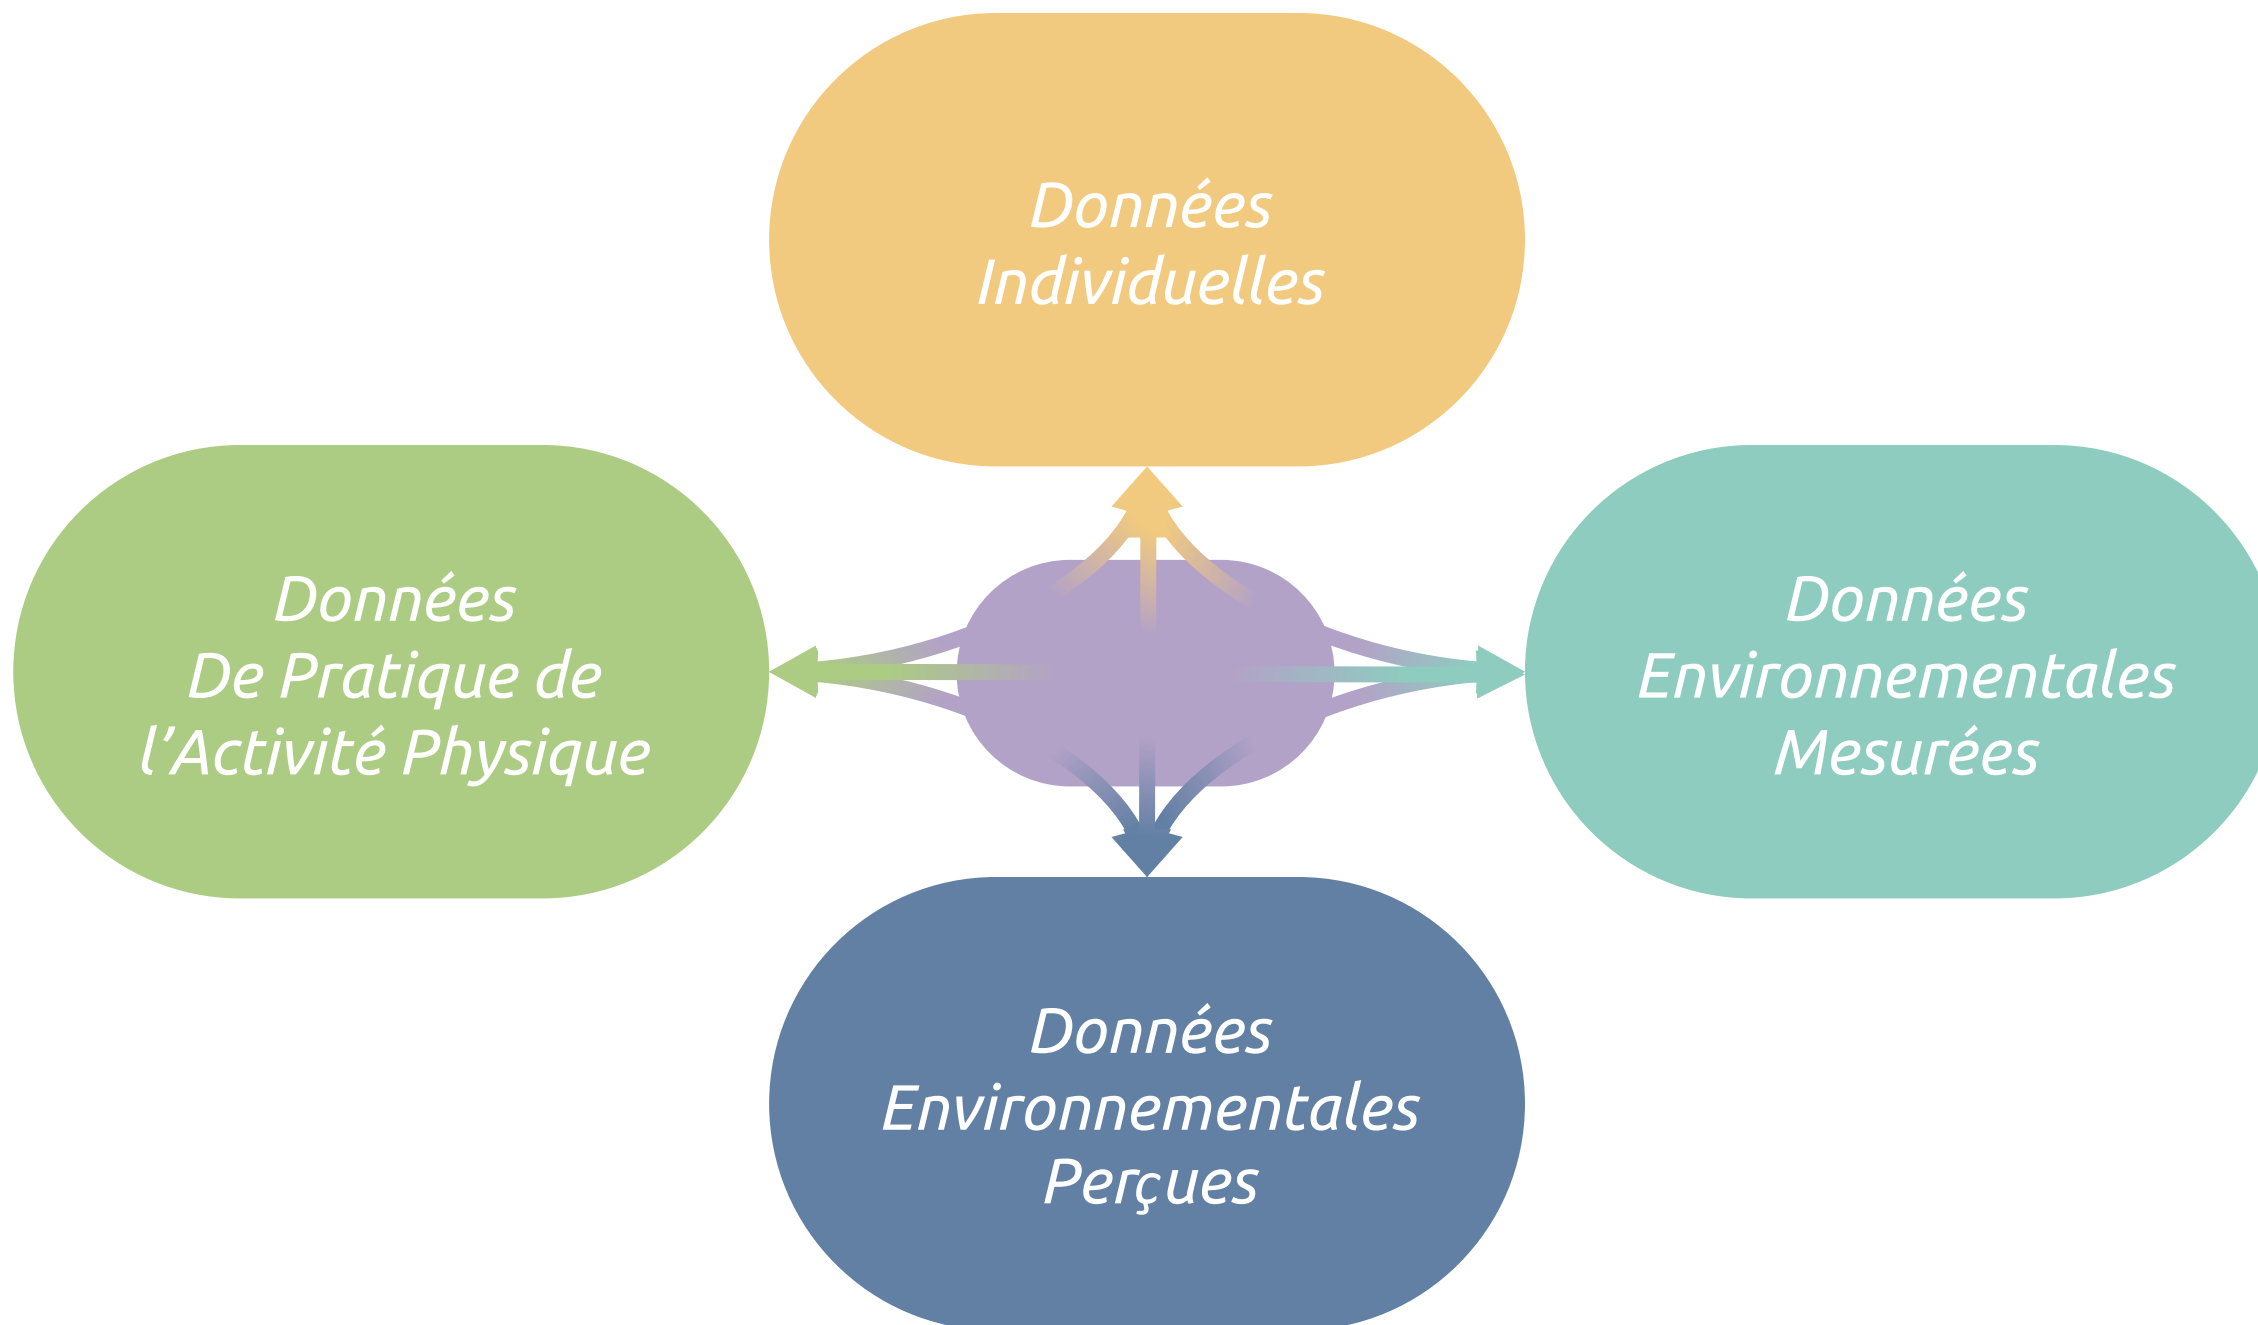 Données
Individuelles
Données
De Pratique de
l’Activité Physique
Données
Environnementales
Mesurées
Données
Environnementales
Perçues